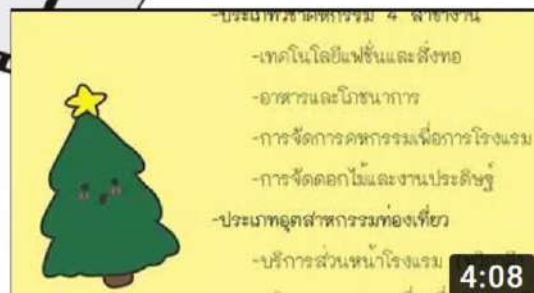 -ประเภทวิชาคหกรรม 4 สาขางาน
-เทคโนโลยีแฟชั่นและสิ่งทอ
-อาหารและโภชนาการ
-การจัดการคหกรรมเพื่อการโรงแรม
-การจัดดอกไม้และงานประดิษฐ์
-ประเภทอุตสาหกรรมท่องเที่ยว
-บริการส่วนหน้าโรงแรม
4:08